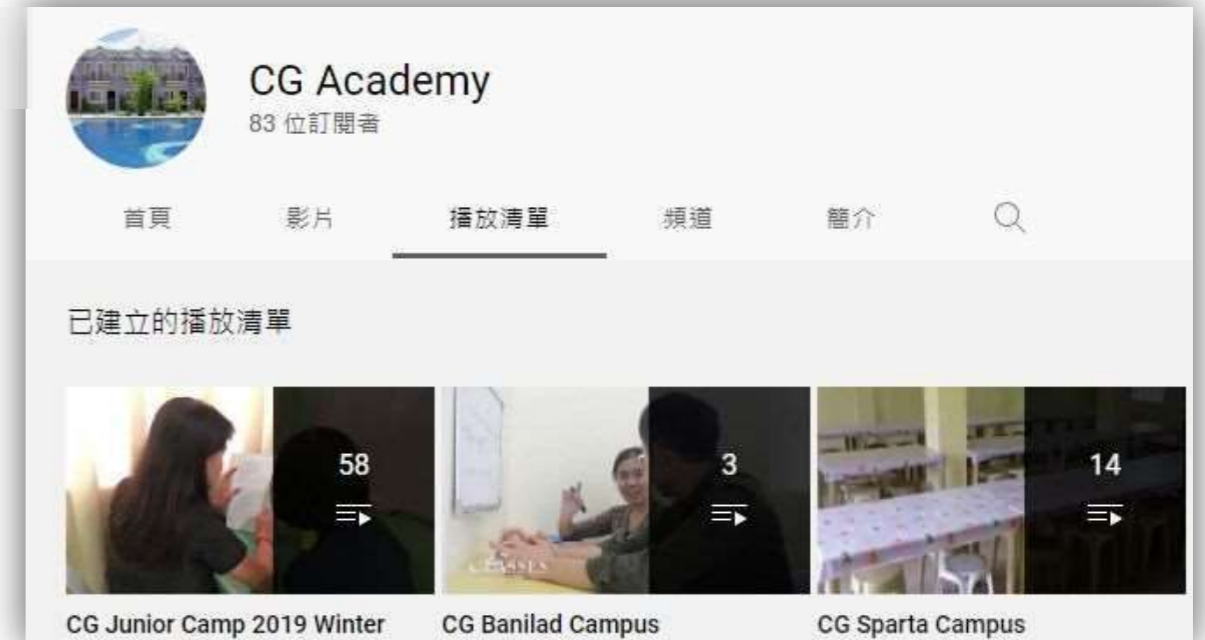 CG Academy
83 位訂閱者
首頁 影片 播放清單 頻道 簡介
已建立的播放清單
58 3 14
CLASSES
CG Junior Camp 2019 Winter CG Banilad Campus CG Sparta Campus